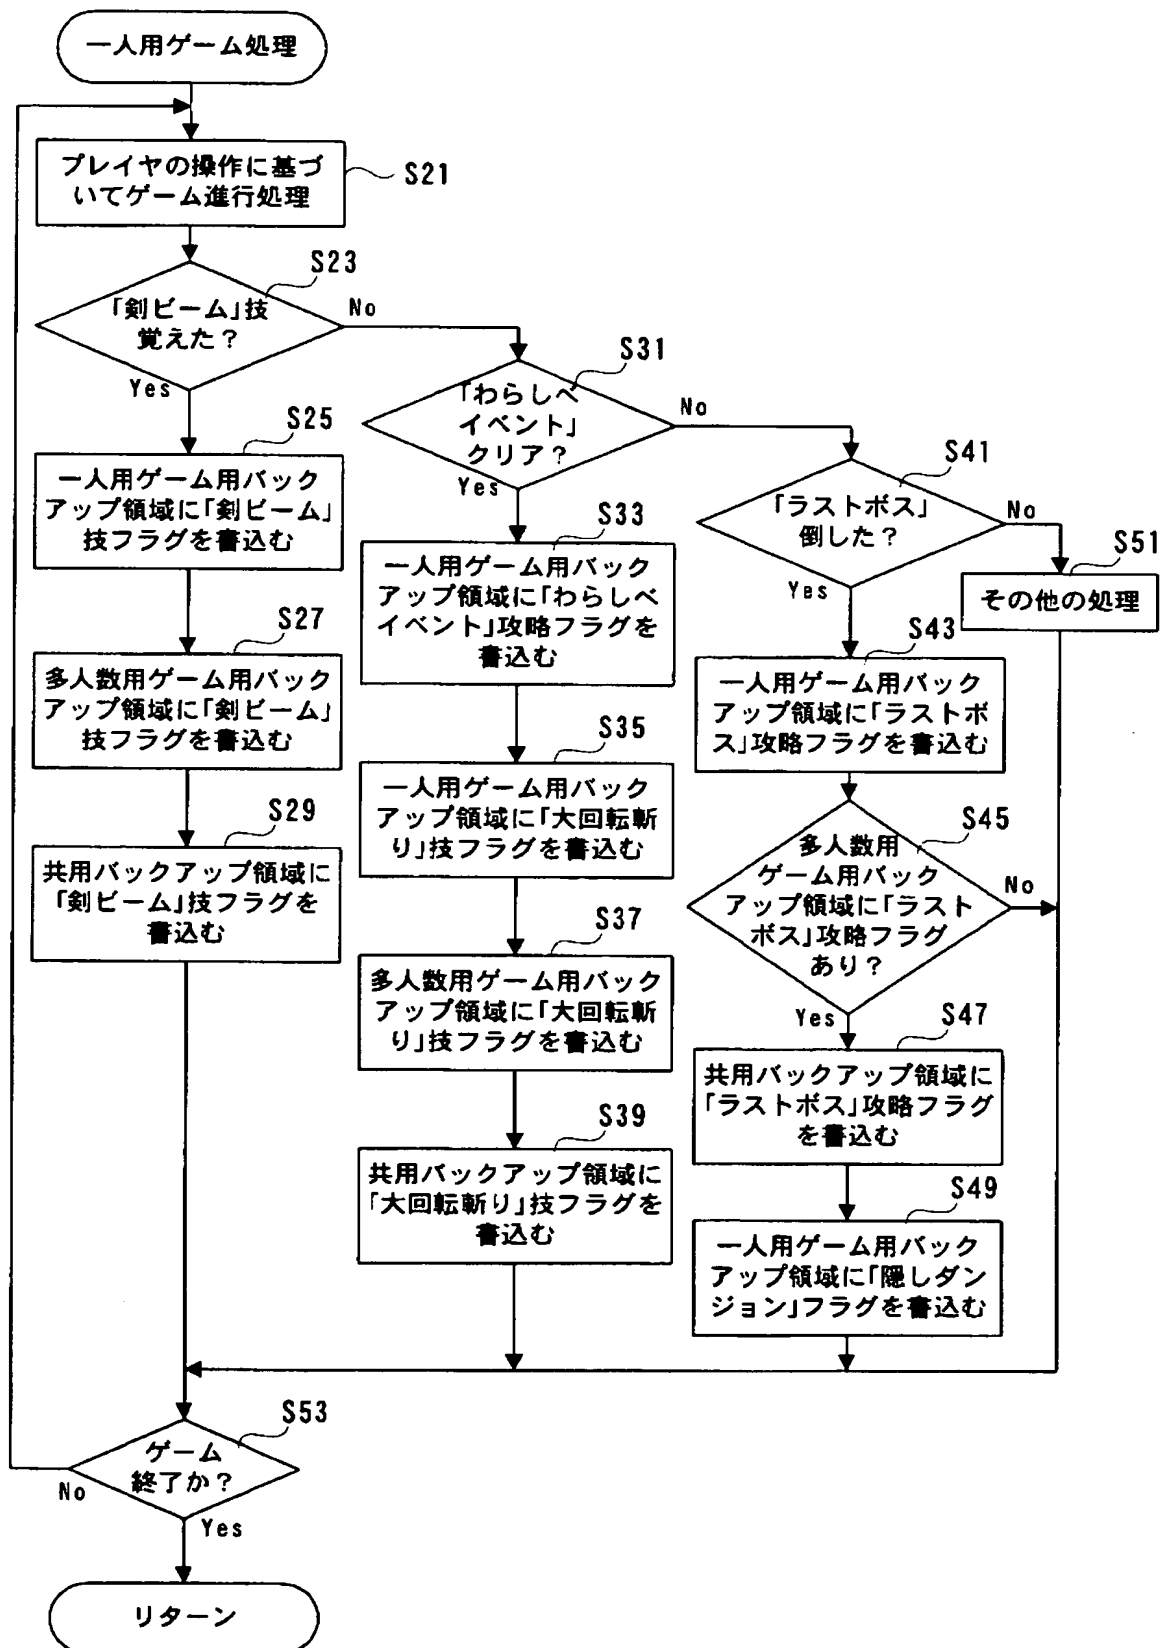 一人用ゲーム処理
プレイヤの操作に基づ
いてゲーム進行処理
S21
S23
「剣ビーム」技
覚えた？
No
Yes
S25
一人用ゲーム用バック
アップ領域に「剣ビーム」
技フラグを書込む
S27
多人数用ゲーム用バック
アップ領域に「剣ビーム」
技フラグを書込む
S29
共用バックアップ領域に
「剣ビーム」技フラグを
書込む
S31
「わらしべ
イベント」
クリア？
No
Yes
S33
一人用ゲーム用バック
アップ領域に「わらしべ
イベント」攻略フラグを
書込む
S35
一人用ゲーム用バック
アップ領域に「大回転斬
り」技フラグを書込む
S37
多人数用ゲーム用バック
アップ領域に「大回転斬
り」技フラグを書込む
S39
共用バックアップ領域に
「大回転斬り」技フラグを
書込む
S41
「ラストボス」
倒した？
No
Yes
S51
その他の処理
S43
一人用ゲーム用バック
アップ領域に「ラストボ
ス」攻略フラグを書込む
S45
多人数用
ゲーム用バック
アップ領域に「ラスト
ボス」攻略フラグ
あり？
No
Yes
S47
共用バックアップ領域に
「ラストボス」攻略フラグ
を書込む
S49
一人用ゲーム用バック
アップ領域に「隠しダン
ジョン」フラグを書込む
S53
ゲーム
終了か？
No
Yes
リターン